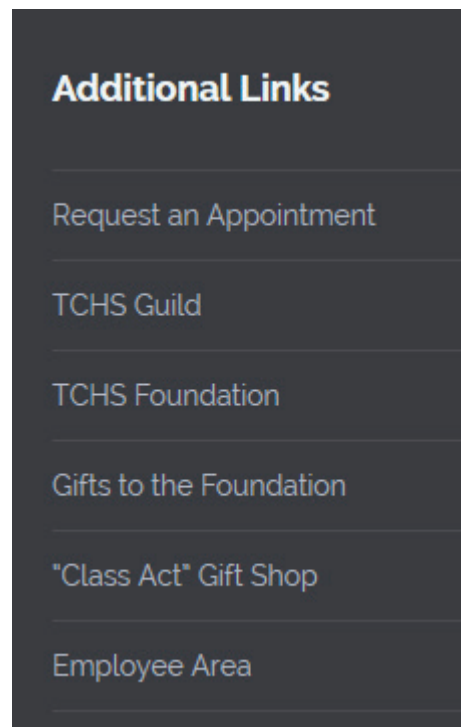 Additional Links
Request an Appointment
TCHS Guild
TCHS Foundation
Gifts to the Foundation
"Class Act" Gift Shop
Employee Area